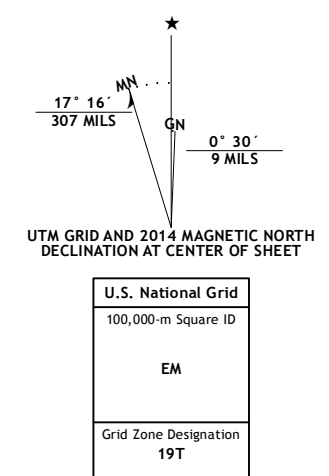 MN
GN
17° 16´
307 MILS
0° 30´
9 MILS
UTM GRID AND 2014 MAGNETIC NORTH
DECLINATION AT CENTER OF SHEET
U.S. National Grid
100,000-m Square ID
EM
Grid Zone Designation
19T